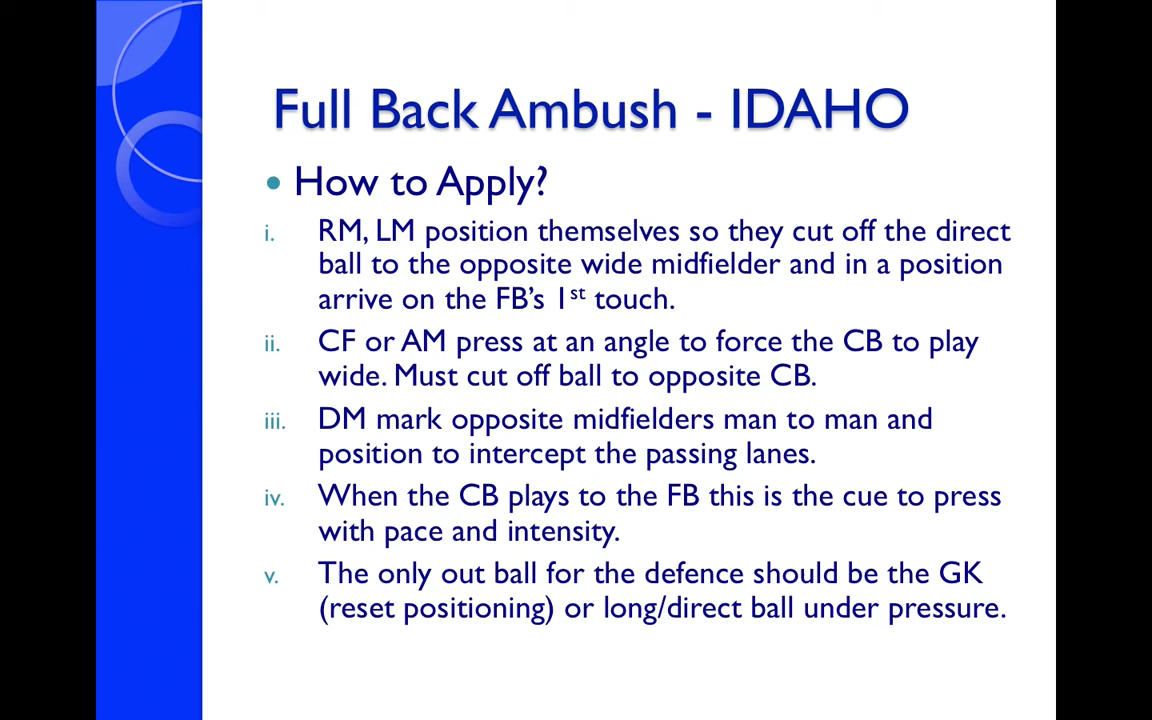 Full Back Ambush - IDAHO
• How to Apply?
i. RM, LM position themselves so they cut off the direct
ball to the opposite wide midfielder and in a position
arrive on the FB’s 1st touch.
ii. CF or AM press at an angle to force the CB to play
wide. Must cut off ball to opposite CB.
iii. DM mark opposite midfielders man to man and
position to intercept the passing lanes.
iv. When the CB plays to the FB this is the cue to press
with pace and intensity.
v. The only out ball for the defence should be the GK
(reset positioning) or long/direct ball under pressure.